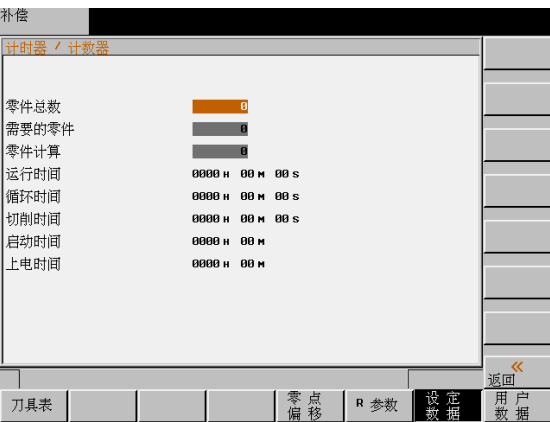 补偿
计时器 / 计数器
零件总数 0
需要的零件 0
零件计算 0
运行时间 0000 H 00 M 00 S
循环时间 0000 H 00 M 00 S
切削时间 0000 H 00 M 00 S
启动时间 0000 H 00 M
上电时间 0000 H 00 M
«
返回
刀具表
零 点
偏 移
R 参数
设 定
数 据
用 户
数 据